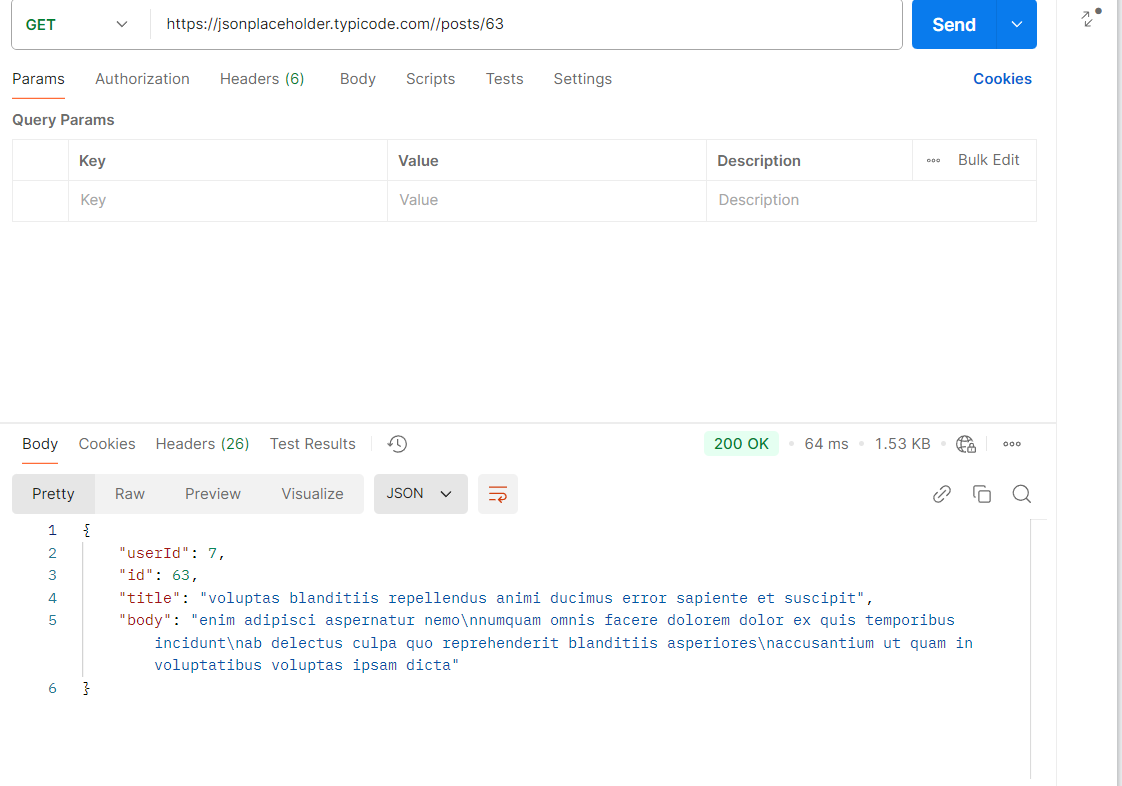 GET https://jsonplaceholder.typicode.com//posts/63 Send
Params Authorization Headers (6) Body Scripts Tests Settings Cookies
Query Params
Key Value Description Bulk Edit
Key Value Description
Body Cookies Headers (26) Test Results 200 OK 64 ms 1.53 KB
Pretty Raw Preview Visualize JSON
1 {
2 "userId": 7,
3 "id": 63,
4 "title": "voluptas blanditiis repellendus animi ducimus error sapiente et suscipit",
5 "body": "enim adipisci aspernatur nemo\nnumquam omnis facere dolorem dolor ex quis temporibus
incidunt\nab delectus culpa quo reprehenderit blanditiis asperiores\naccusantium ut quam in
voluptatibus voluptas ipsam dicta"
6 }